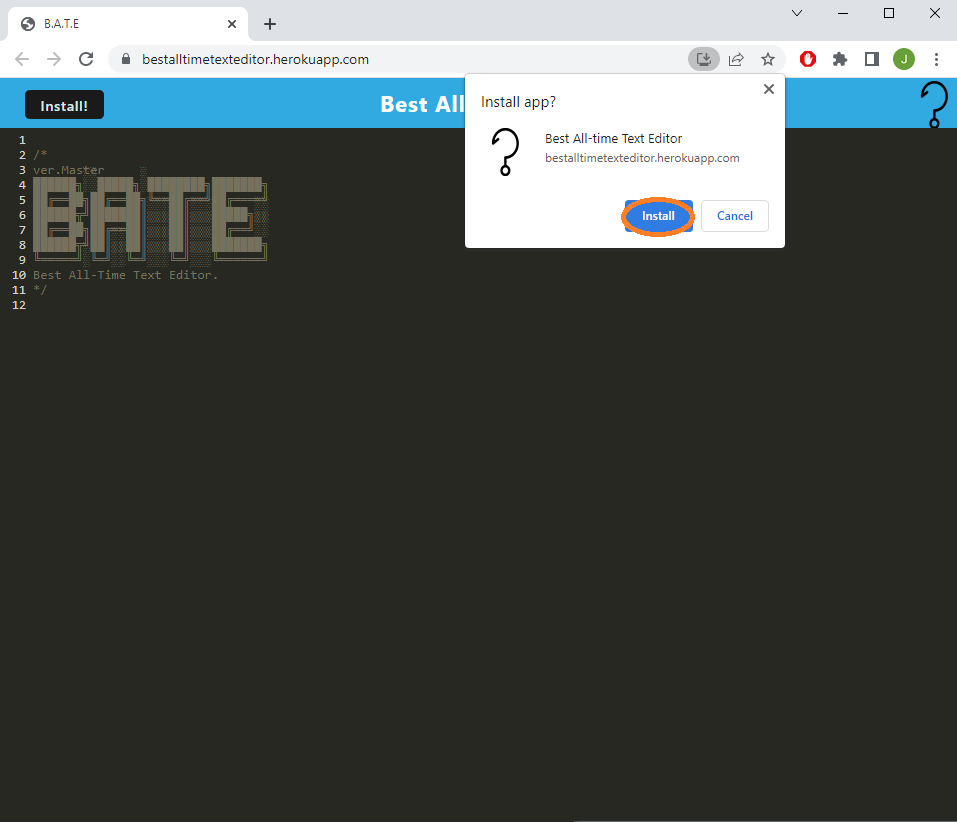 B.A.T.E
bestalltimetexteditor.herokuapp.com
J
Install!
Best All
Install app?
Best All-time Text Editor
bestalltimetexteditor.herokuapp.com
Install
Cancel
1
2 /*
3 ver.Master
4
5
6
7
8
9
BATE
10 Best All-Time Text Editor.
11 */
12